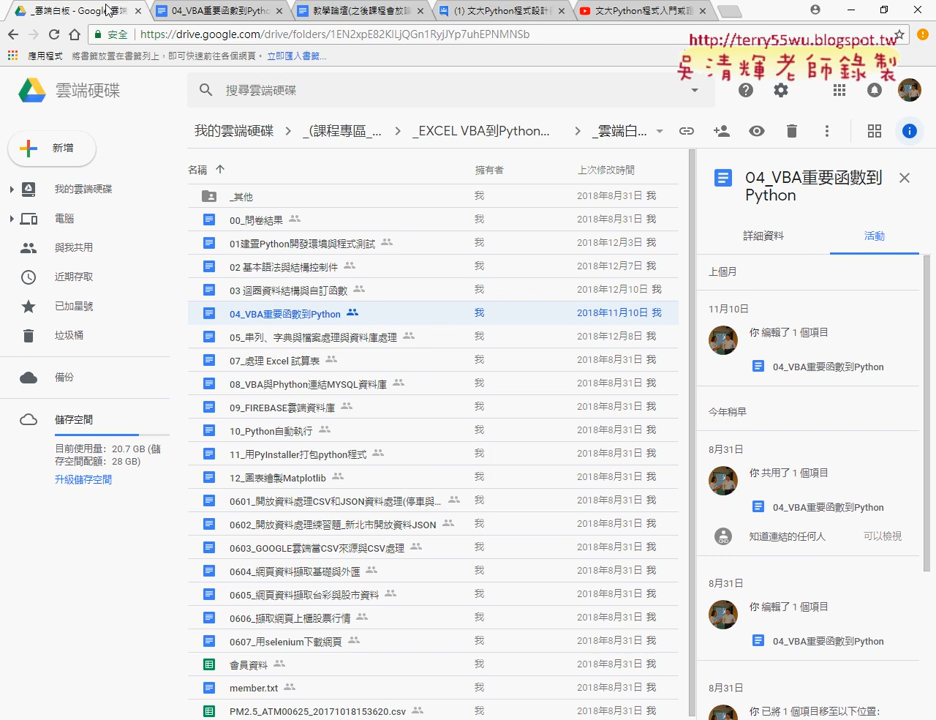 _雲端白板 - Google 雲端
04_VBA重要函數到Pytho
教學論壇(之後課程會放論
(1) 文大Python程式設計
文大Python程式入門或跟
安全 | https://drive.google.com/drive/folders/1EN2xpE82KlLjQGn1RyjJYp7uhEPNMNSb
http://terry55wu.blogspot.tw
應用程式 將書籤放置在書籤列上，即可快速前往各個網頁。 立即匯入書籤...
吳清輝老師錄製
雲端硬碟
搜尋雲端硬碟
新增
我的雲端硬碟
電腦
與我共用
近期存取
已加星號
垃圾桶
備份
儲存空間
目前使用量：20.7 GB (儲
存空間配額：28 GB)
升級儲存空間
我的雲端硬碟 > _(課程專區_... > _EXCEL VBA到Python... > _雲端白...
名稱 擁有者 上次修改時間
_其他 我 2018年8月31日 我
00_問卷結果 我 2018年8月31日 我
01建置Python開發環境與程式測試 我 2018年12月3日 我
02 基本語法與結構控制件 我 2018年12月7日 我
03 迴圈資料結構與自訂函數 我 2018年12月10日 我
04_VBA重要函數到Python 我 2018年11月10日 我
05_串列、字典與檔案處理與資料庫處理 我 2018年12月8日 我
07_處理 Excel 試算表 我 2018年8月31日 我
08_VBA與Phython連結MYSQL資料庫 我 2018年8月31日 我
09_FIREBASE雲端資料庫 我 2018年8月31日 我
10_Python自動執行 我 2018年8月31日 我
11_用PyInstaller打包python程式 我 2018年8月31日 我
12_圖表繪製Matplotlib 我 2018年8月31日 我
0601_開放資料處理CSV和JSON資料處理(停車與... 我 2018年8月31日 我
0602_開放資料處理練習題_新北市開放資料JSON 我 2018年8月31日 我
0603_GOOGLE雲端當CSV來源與CSV處理 我 2018年8月31日 我
0604_網頁資料擷取基礎與外匯 我 2018年8月31日 我
0605_網頁資料擷取台彩與股市資料 我 2018年8月31日 我
0606_擷取網頁上櫃股票行情 我 2018年8月31日 我
0607_用selenium下載網頁 我 2018年8月31日 我
會員資料 我 2018年8月31日 我
member.txt 我 2018年8月31日 我
PM2.5_ATM00625_20171018153620.csv 我 2018年8月31日 我
04_VBA重要函數到
Python
詳細資料 活動
上個月
11月10日
你 編輯了 1 個項目
04_VBA重要函數到Python
今年稍早
8月31日
你 共用了 1 個項目
04_VBA重要函數到Python
知道連結的任何人 可以檢視
8月31日
你 編輯了 1 個項目
04_VBA重要函數到Python
8月31日
你 已將 1 個項目移至以下位置: